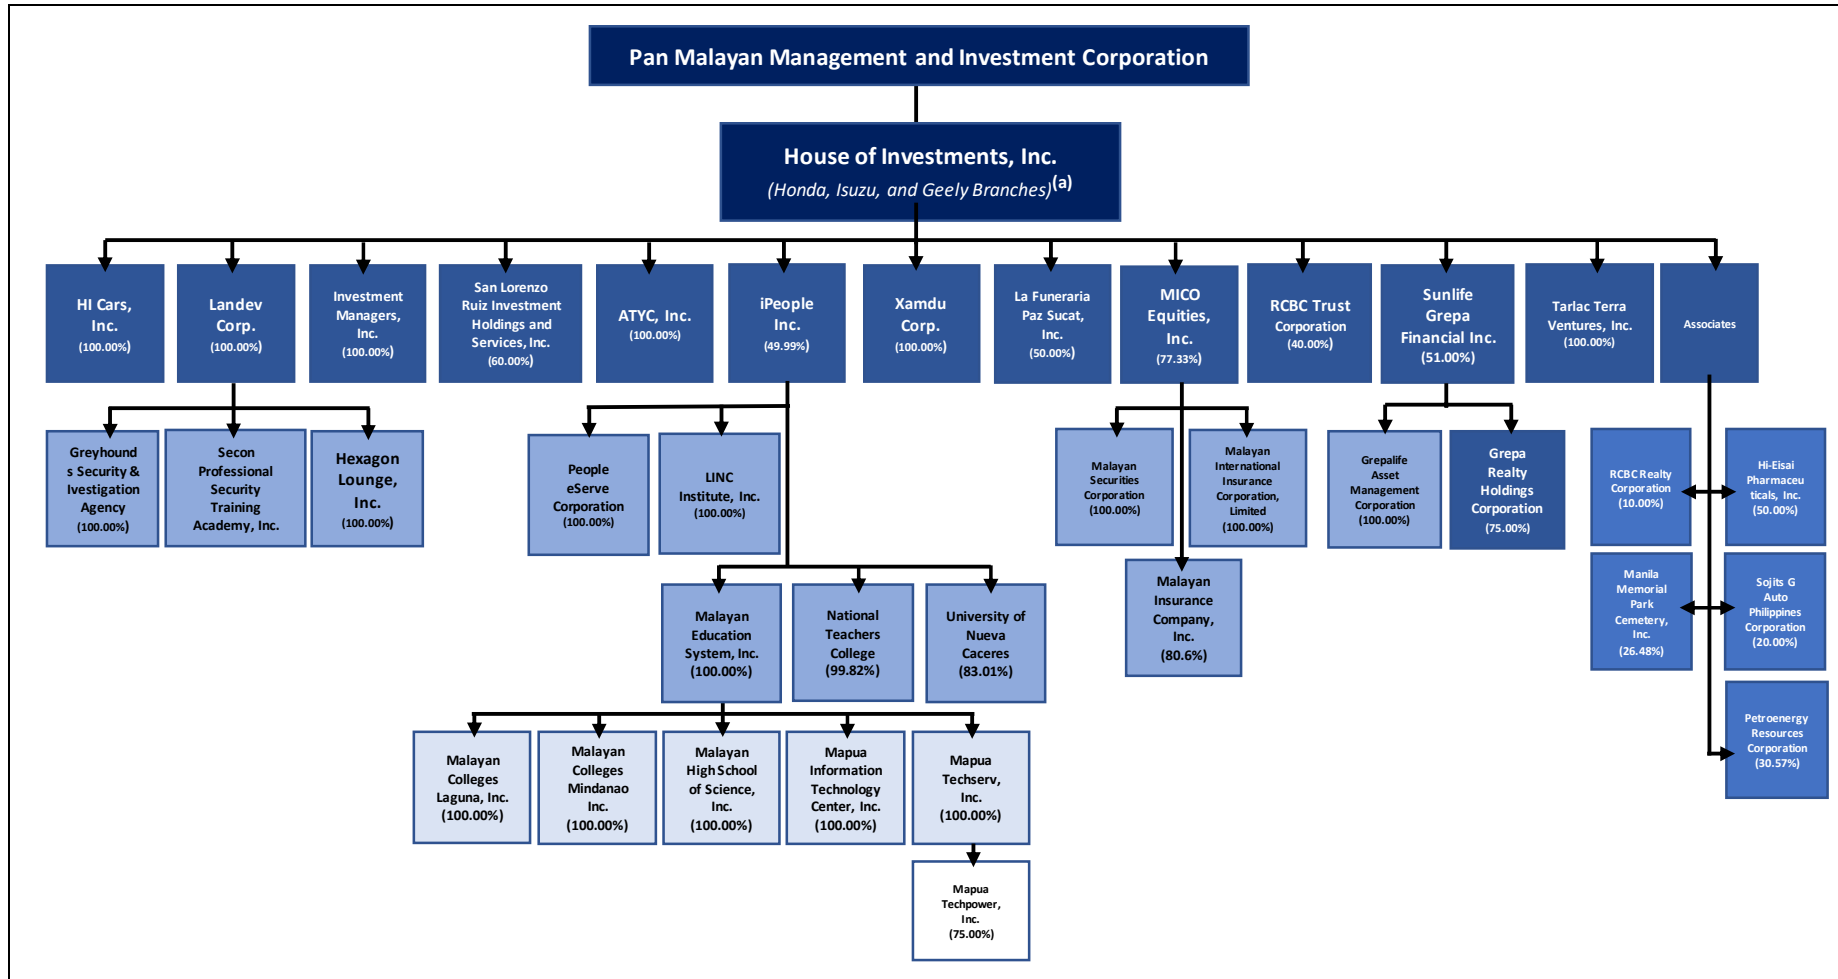 Pan Malayan Management and Investment Corporation
House of Investments, Inc.
(Honda, Isuzu, and Geely Branches)(a)
HI Cars,
Inc.
(100.00%)
Landev
Corp.
(100.00%)
Investment
Managers,
Inc.
(100.00%)
San Lorenzo
Ruiz Investment
Holdings and
Services, Inc.
(60.00%)
ATYC, Inc.
(100.00%)
iPeople
Inc.
(49.99%)
Xamdu
Corp.
(100.00%)
La Funeraria
Paz Sucat,
Inc.
(50.00%)
MICO
Equities,
Inc.
(77.33%)
RCBC Trust
Corporation
(40.00%)
Sunlife
Grepa
Financial Inc.
(51.00%)
Tarlac Terra
Ventures, Inc.
(100.00%)
Associates
Greyhound
s Security &
Ivestigation
Agency
(100.00%)
Secon
Professional
Security
Training
Academy, Inc.
Hexagon
Lounge,
Inc.
(100.00%)
People
eServe
Corporation
(100.00%)
LINC
Institute, Inc.
(100.00%)
Malayan
Securities
Corporation
(100.00%)
Malayan
International
Insurance
Corporation,
Limited
(100.00%)
Grepalife
Asset
Management
Corporation
(100.00%)
Grepa
Realty
Holdings
Corporation
(75.00%)
RCBC Realty
Corporation
(10.00%)
Hi-Eisai
Pharmaceu
ticals, Inc.
(50.00%)
Malayan
Education
System, Inc.
(100.00%)
National
Teachers
College
(99.82%)
University of
Nueva
Caceres
(83.01%)
Malayan
Insurance
Company,
Inc.
(80.6%)
Manila
Memorial
Park
Cemetery,
Inc.
(26.48%)
Sojits G
Auto
Philippines
Corporation
(20.00%)
Malayan
Colleges
Laguna, Inc.
(100.00%)
Malayan
Colleges
Mindanao
Inc.
(100.00%)
Malayan
High School
of Science,
Inc.
(100.00%)
Mapua
Information
Technology
Center, Inc.
(100.00%)
Mapua
Techserv,
Inc.
(100.00%)
Petroenergy
Resources
Corporation
(30.57%)
Mapua
Techpower,
Inc.
(75.00%)